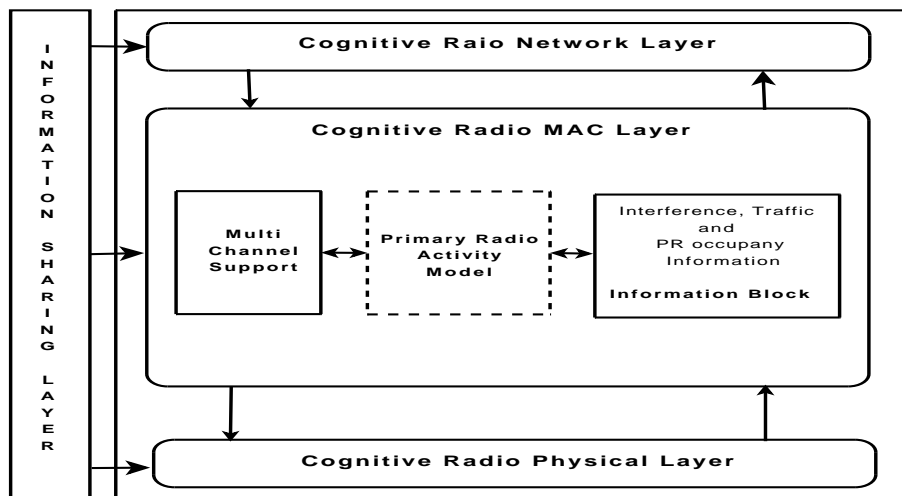 INFORMATION SHARING LAYER
Cognitive Raio Network Layer
Cognitive Radio MAC Layer
Multi
Channel
Support
Primary Radio
Activity
Model
Interference, Traffic
and
PR occupany
Information
Information Block
Cognitive Radio Physical Layer